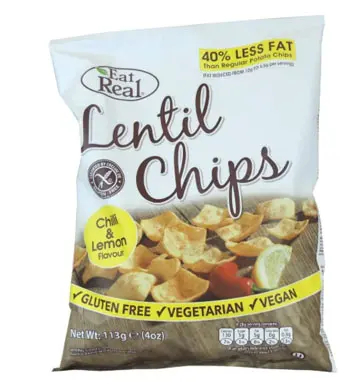 40% LESS FAT
Than Regular Potato Chips
Eat
Real
Lentil
Chips
Chilli
&
Lemon
Flavour
✓GLUTEN FREE ✓VEGETARIAN ✓VEGAN
Net Wt: 113g ℮ (4oz)